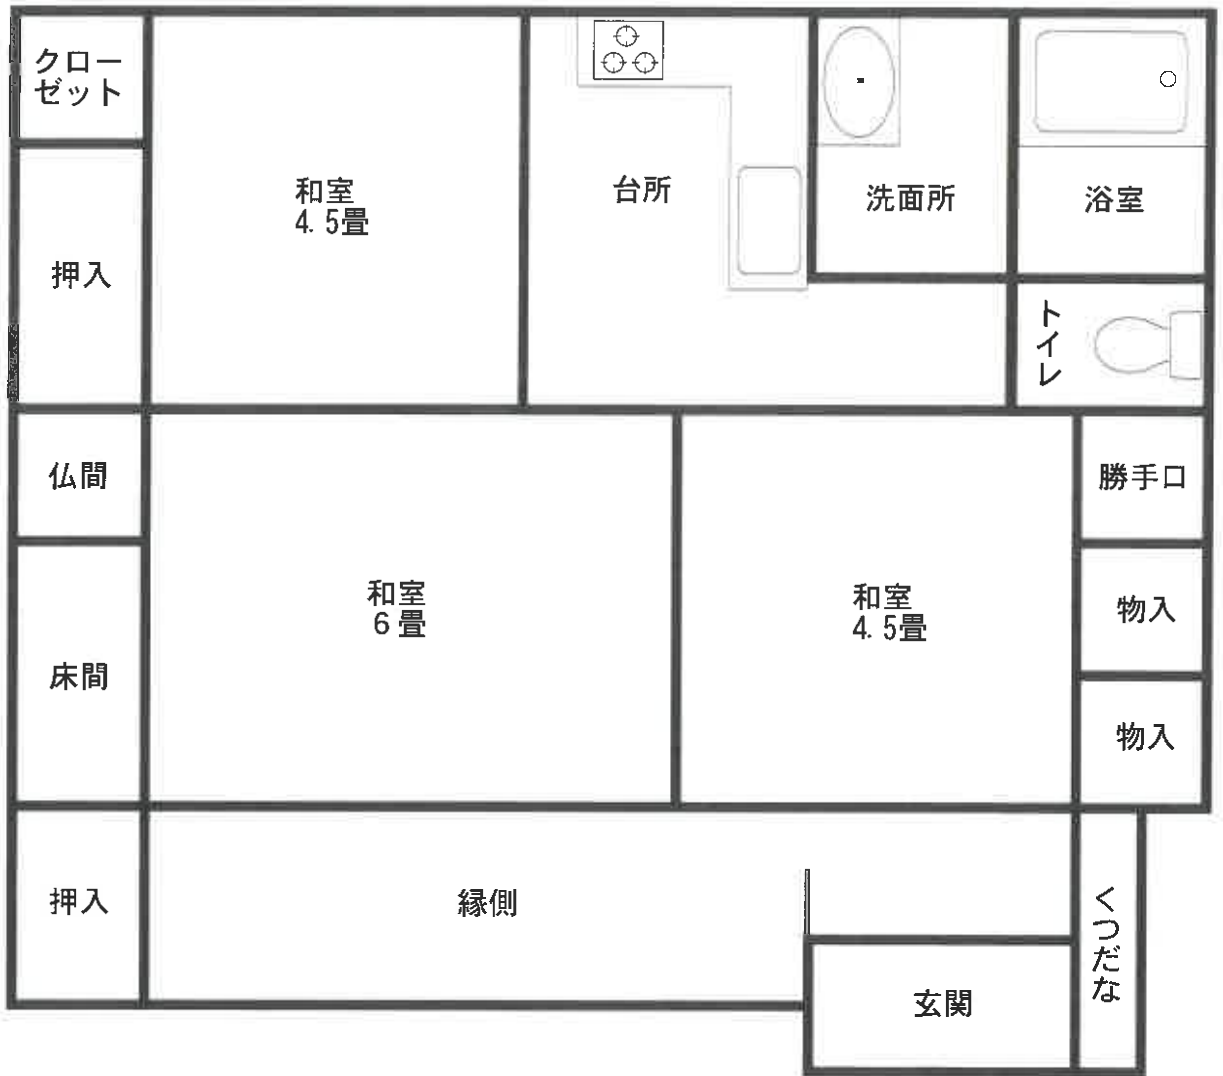 クロー
ゼット
和室
4.5畳
台所
洗面所
浴室
押入
トイレ
仏間
勝手口
和室
6畳
和室
4.5畳
物入
床間
物入
押入
縁側
くつだな
玄関